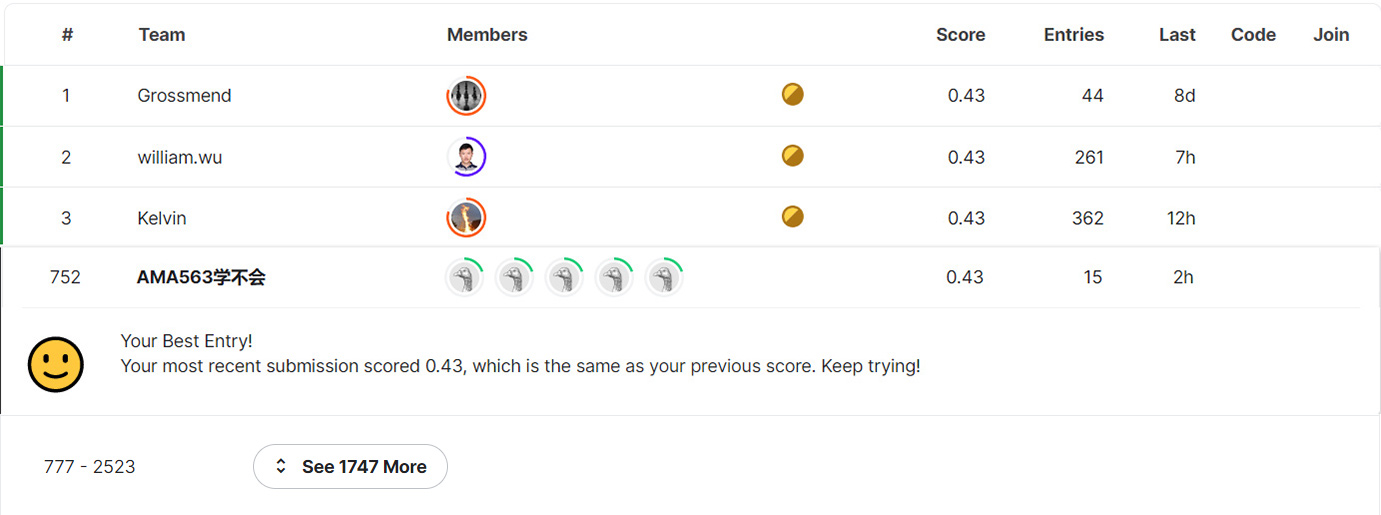 # Team Members Score Entries Last Code Join
1 Grossmend 0.43 44 8d
2 william.wu 0.43 261 7h
3 Kelvin 0.43 362 12h
752 AMA563学不会 0.43 15 2h
Your Best Entry!
Your most recent submission scored 0.43, which is the same as your previous score. Keep trying!
777 - 2523 See 1747 More